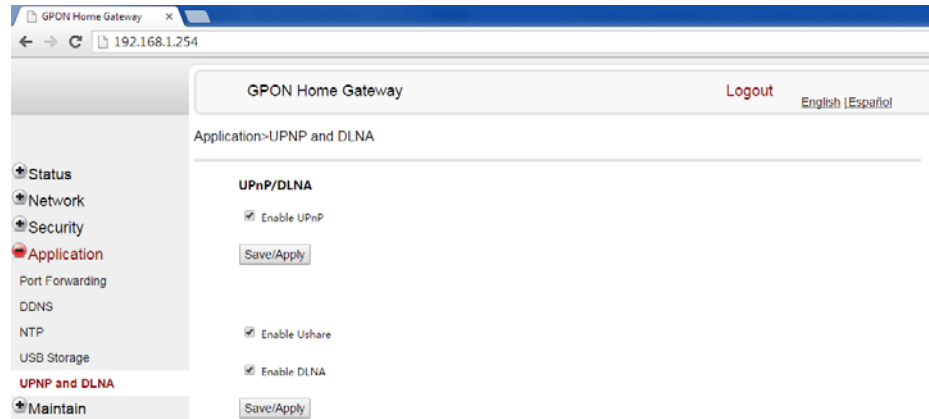 GPON Home Gateway ×
192.168.1.254
GPON Home Gateway
Logout
English | Español
Application>UPNP and DLNA
Status
Network
Security
Application
Port Forwarding
DDNS
NTP
USB Storage
UPNP and DLNA
Maintain
UPnP/DLNA
Enable UPnP
Save/Apply
Enable Ushare
Enable DLNA
Save/Apply